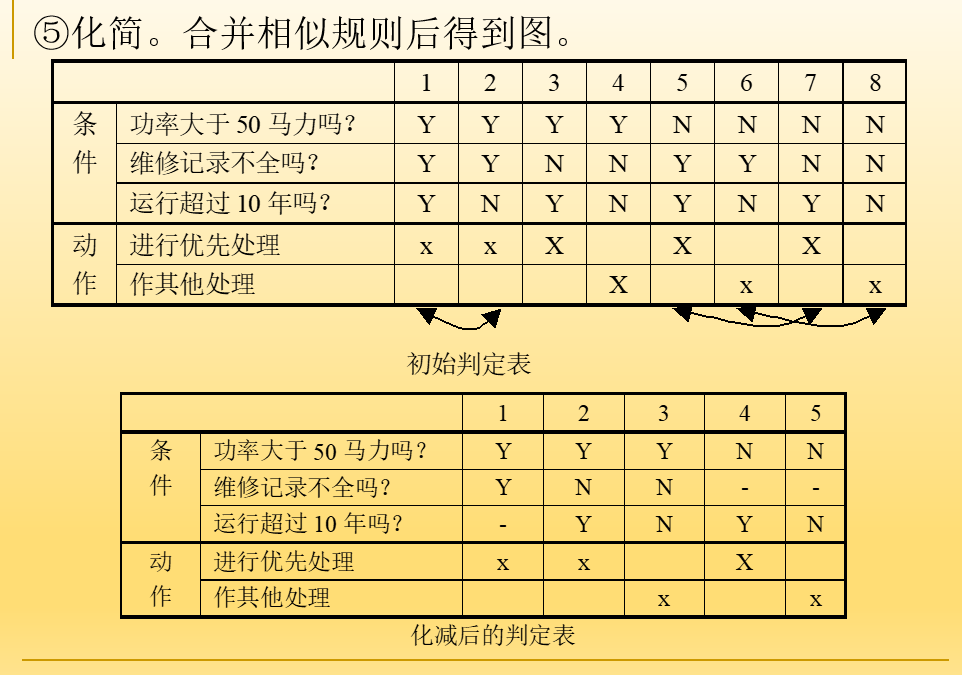 ⑤化简。合并相似规则后得到图。
1 2 3 4 5 6 7 8
条件
功率大于 50 马力吗? Y Y Y Y N N N N
维修记录不全吗? Y Y N N Y Y N N
运行超过 10 年吗? Y N Y N Y N Y N
动作
进行优先处理 x x X X X
作其他处理 X x x
初始判定表
1 2 3 4 5
条件
功率大于 50 马力吗? Y Y Y N N
维修记录不全吗? Y N N - -
运行超过 10 年吗? - Y N Y N
动作
进行优先处理 x x X
作其他处理 x x
化减后的判定表